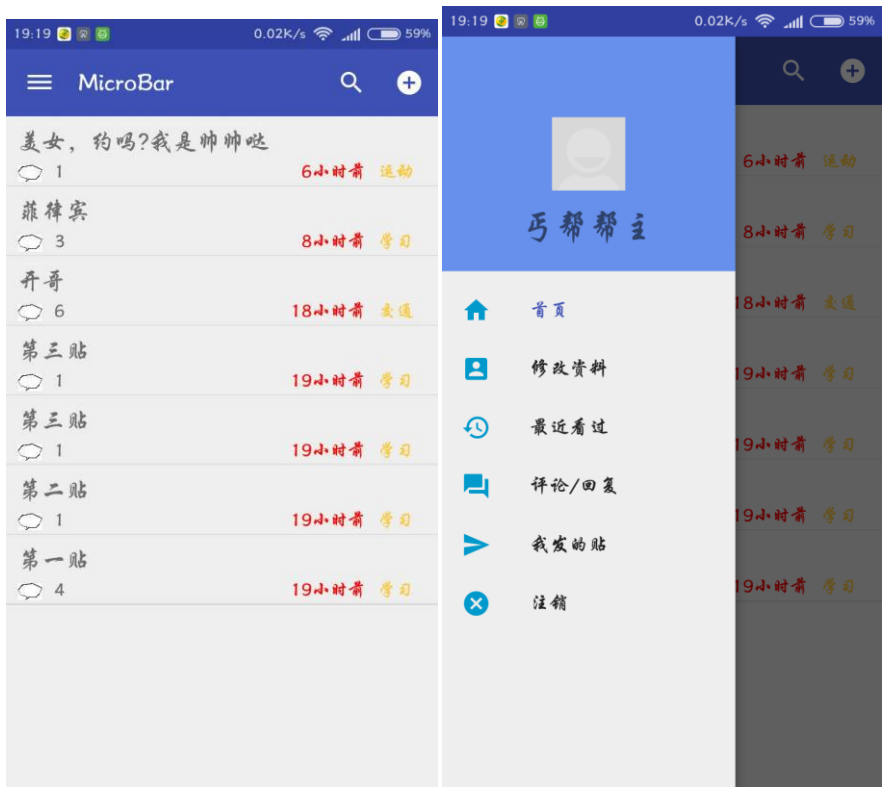 19:19 0.02K/s 59%
MicroBar
美女，约吗?我是帅帅哒
1 6小时前 运动
菲律宾
3 8小时前 学习
开哥
6 18小时前 交通
第三贴
1 19小时前 学习
第三贴
1 19小时前 学习
第二贴
1 19小时前 学习
第一贴
4 19小时前 学习
19:19 0.02K/s 59%
丐帮帮主
首页
修改资料
最近看过
评论/回复
我发的贴
注销
6小时前 运动
8小时前 学习
18小时前 交通
19小时前 学习
19小时前 学习
19小时前 学习
19小时前 学习